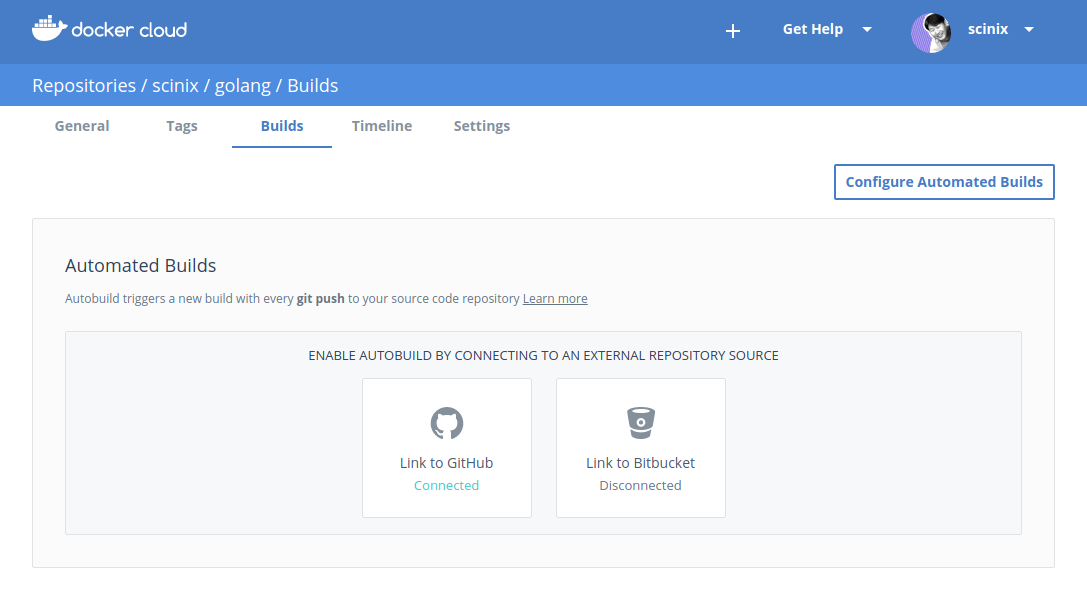 docker cloud
Get Help
scinix
Repositories / scinix / golang / Builds
General Tags Builds Timeline Settings
Configure Automated Builds
Automated Builds
Autobuild triggers a new build with every git push to your source code repository Learn more
ENABLE AUTOBUILD BY CONNECTING TO AN EXTERNAL REPOSITORY SOURCE
Link to GitHub
Connected
Link to Bitbucket
Disconnected